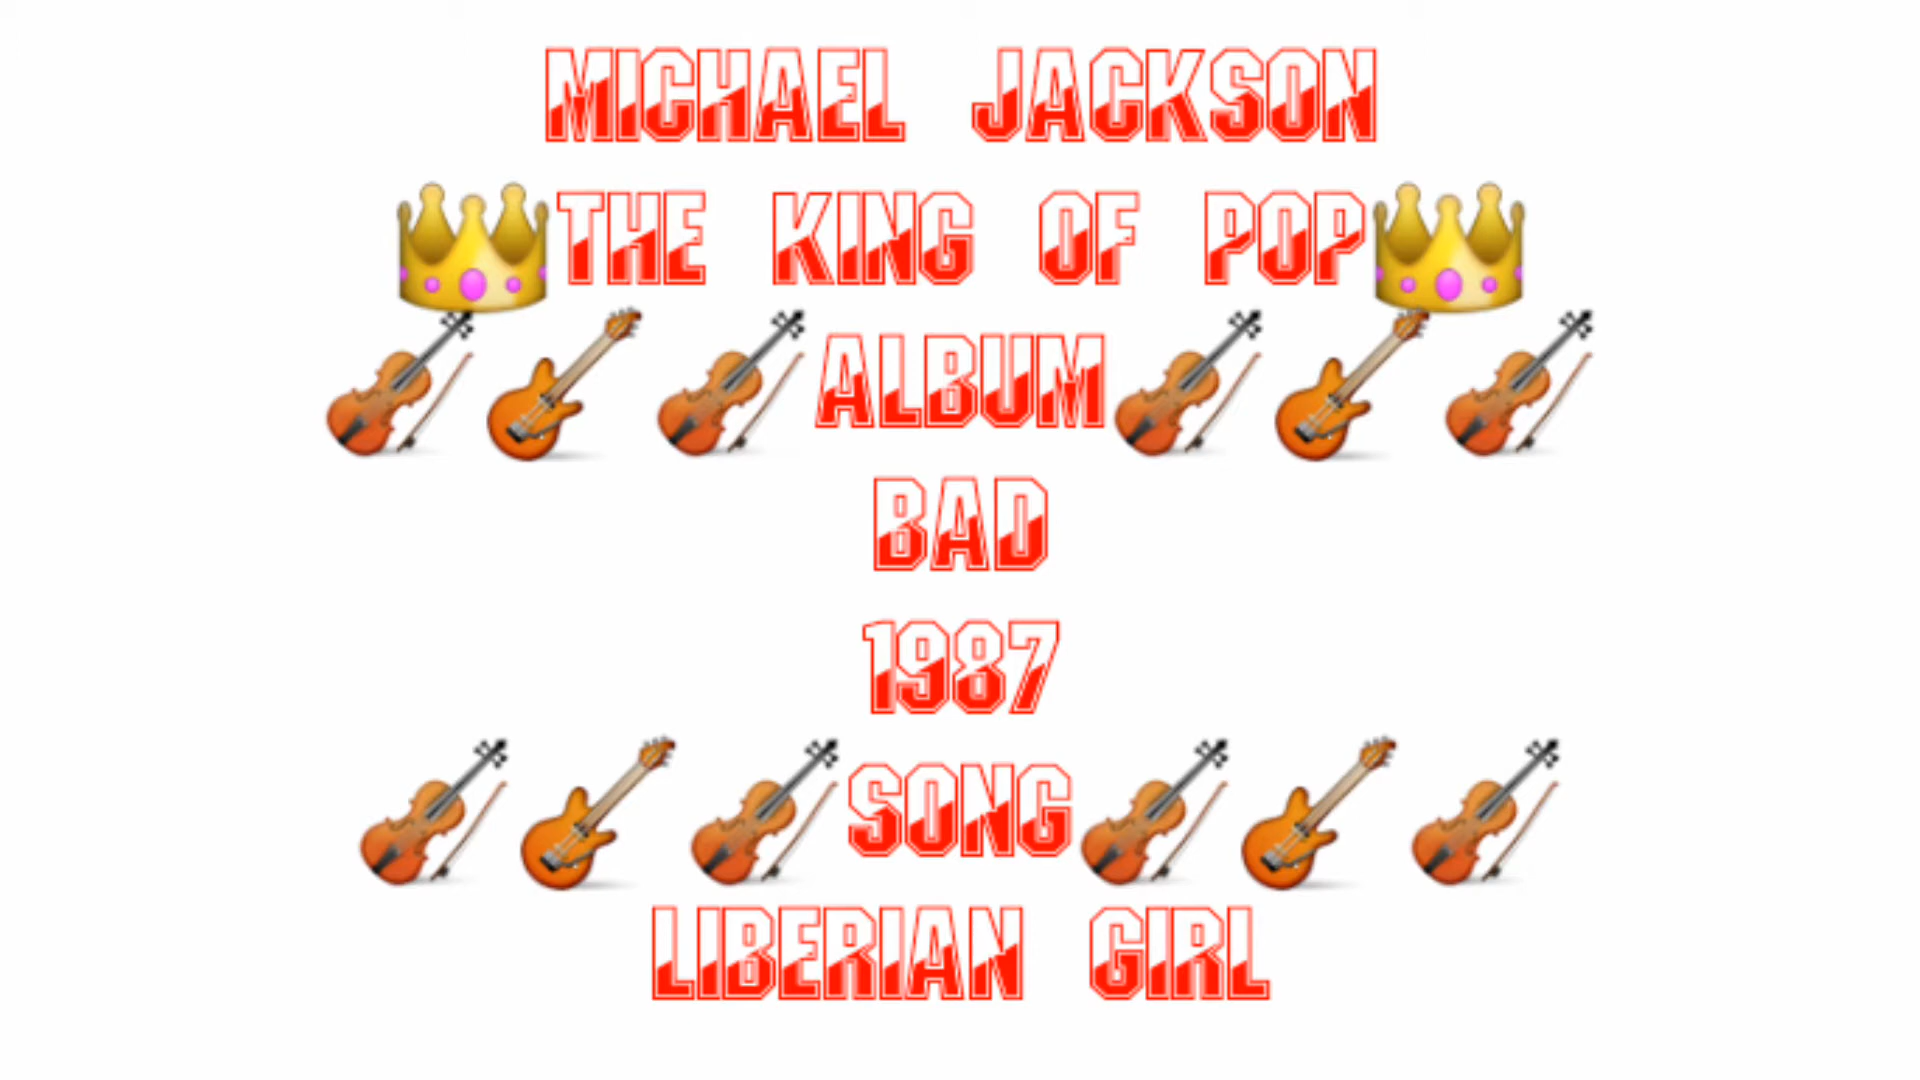 MICHAEL JACKSON
THE KING OF POP
ALBUM
BAD
1987
SONG
LIBERIAN GIRL